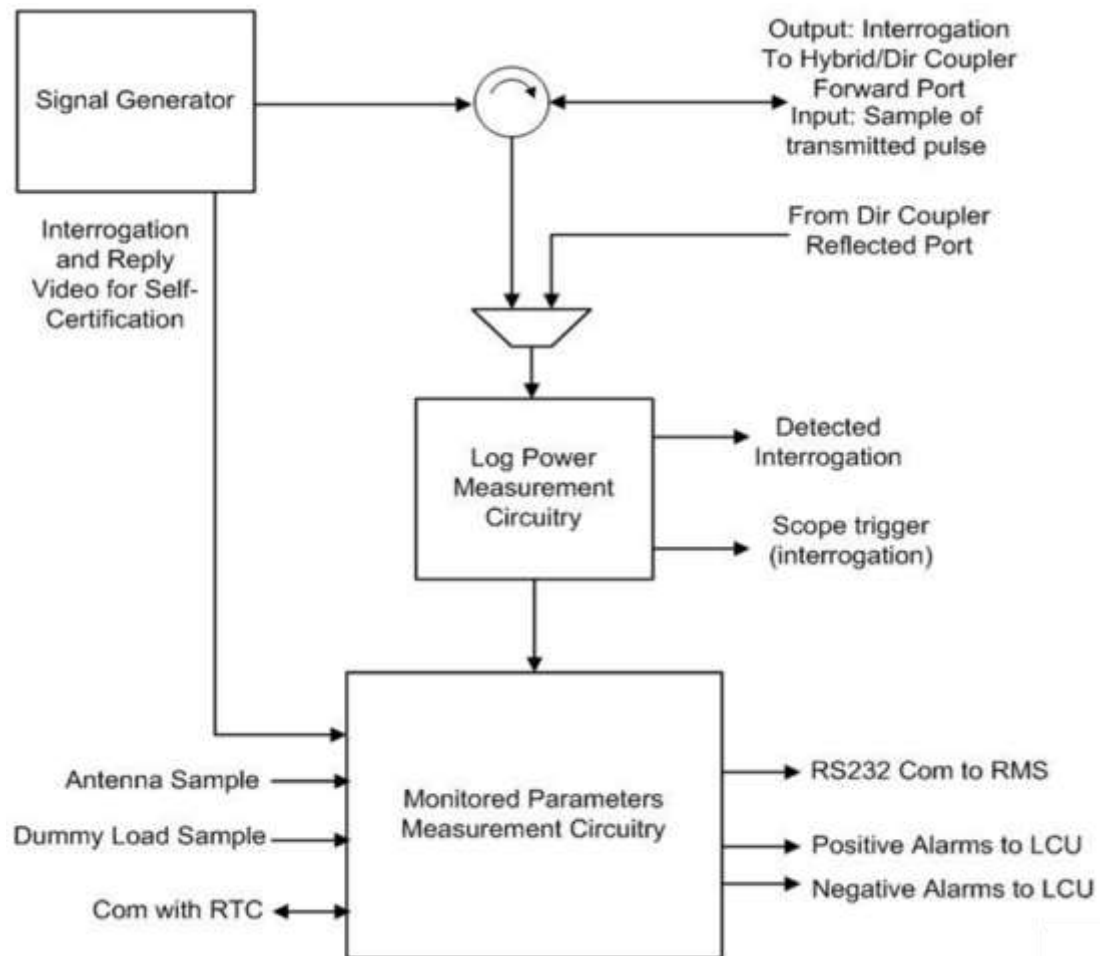 Output: Interrogation
To Hybrid/Dir Coupler
Forward Port
Input: Sample of
transmitted pulse
Signal Generator
From Dir Coupler
Reflected Port
Interrogation
and Reply
Video for Self-
Certification
Log Power
Measurement
Circuitry
Detected
Interrogation
Scope trigger
(interrogation)
Antenna Sample
Dummy Load Sample
Com with RTC
Monitored Parameters
Measurement Circuitry
RS232 Com to RMS
Positive Alarms to LCU
Negative Alarms to LCU